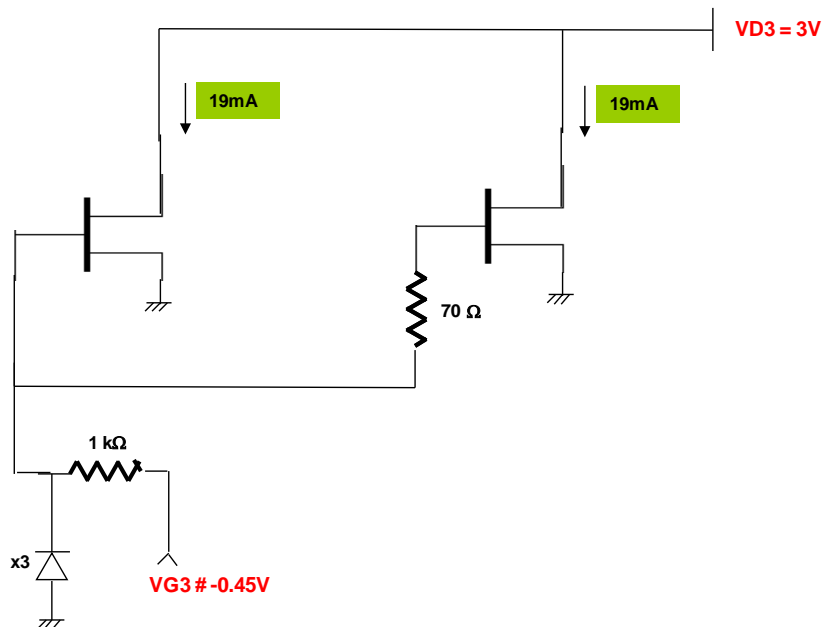 VD3 = 3V
19mA
19mA
70 Ω
1 kΩ
x3
VG3 # -0.45V